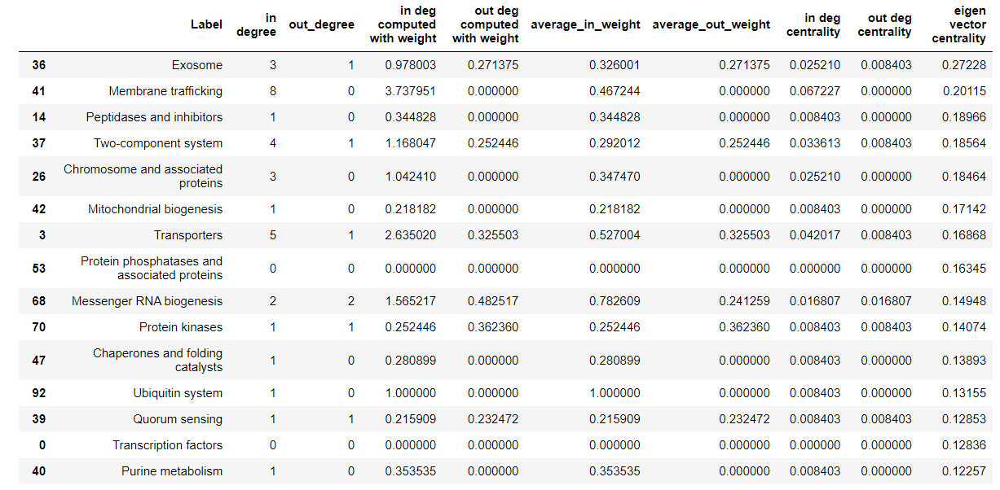 Label in degree out_degree in deg computed with weight out deg computed with weight average_in_weight average_out_weight in deg centrality out deg centrality eigen vector centrality
36 Exosome 3 1 0.978003 0.271375 0.326001 0.271375 0.025210 0.008403 0.27228
41 Membrane trafficking 8 0 3.737951 0.000000 0.467244 0.000000 0.067227 0.000000 0.20115
14 Peptidases and inhibitors 1 0 0.344828 0.000000 0.344828 0.000000 0.008403 0.000000 0.18966
37 Two-component system 4 1 1.168047 0.252446 0.292012 0.252446 0.033613 0.008403 0.18564
26 Chromosome and associated proteins 3 0 1.042410 0.000000 0.347470 0.000000 0.025210 0.000000 0.18464
42 Mitochondrial biogenesis 1 0 0.218182 0.000000 0.218182 0.000000 0.008403 0.000000 0.17142
3 Transporters 5 1 2.635020 0.325503 0.527004 0.325503 0.042017 0.008403 0.16868
53 Protein phosphatases and associated proteins 0 0 0.000000 0.000000 0.000000 0.000000 0.000000 0.000000 0.16345
68 Messenger RNA biogenesis 2 2 1.565217 0.482517 0.782609 0.241259 0.016807 0.016807 0.14948
70 Protein kinases 1 1 0.252446 0.362360 0.252446 0.362360 0.008403 0.008403 0.14074
47 Chaperones and folding catalysts 1 0 0.280899 0.000000 0.280899 0.000000 0.008403 0.000000 0.13893
92 Ubiquitin system 1 0 1.000000 0.000000 1.000000 0.000000 0.008403 0.000000 0.13155
39 Quorum sensing 1 1 0.215909 0.232472 0.215909 0.232472 0.008403 0.008403 0.12853
0 Transcription factors 0 0 0.000000 0.000000 0.000000 0.000000 0.000000 0.000000 0.12836
40 Purine metabolism 1 0 0.353535 0.000000 0.353535 0.000000 0.008403 0.000000 0.12257